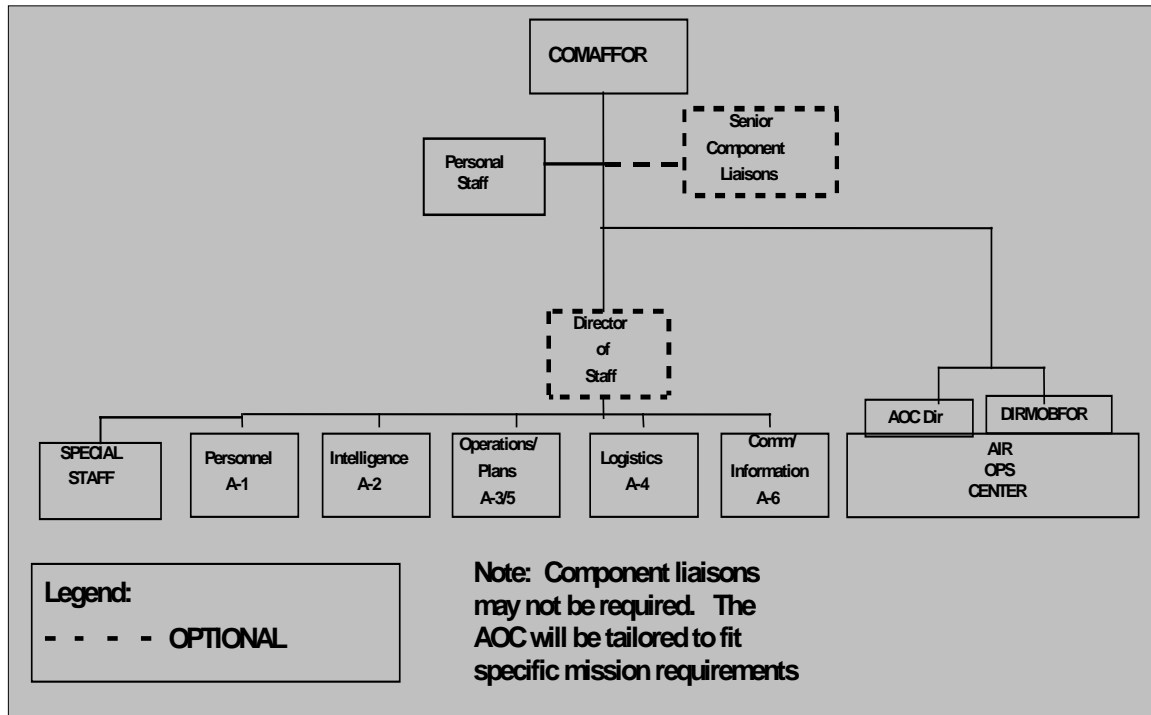 COMAFFOR
Senior
Component
Liaisons
Personal
Staff
Director
of
Staff
AOC Dir
DIRMOBFOR
SPECIAL
STAFF
Personnel
A-1
Intelligence
A-2
Operations/
Plans
A-3/5
Logistics
A-4
Comm/
Information
A-6
AIR
OPS
CENTER
Legend:
- - - - OPTIONAL
Note: Component liaisons
may not be required. The
AOC will be tailored to fit
specific mission requirements